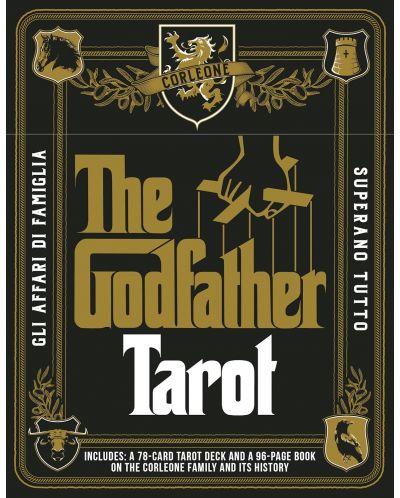 CORLEONE
GLI AFFARI DI FAMIGLIA
The
Godfather
Tarot
SUPERANO TUTTO
INCLUDES: A 78-CARD TAROT DECK AND A 96-PAGE BOOK
ON THE CORLEONE FAMILY AND ITS HISTORY